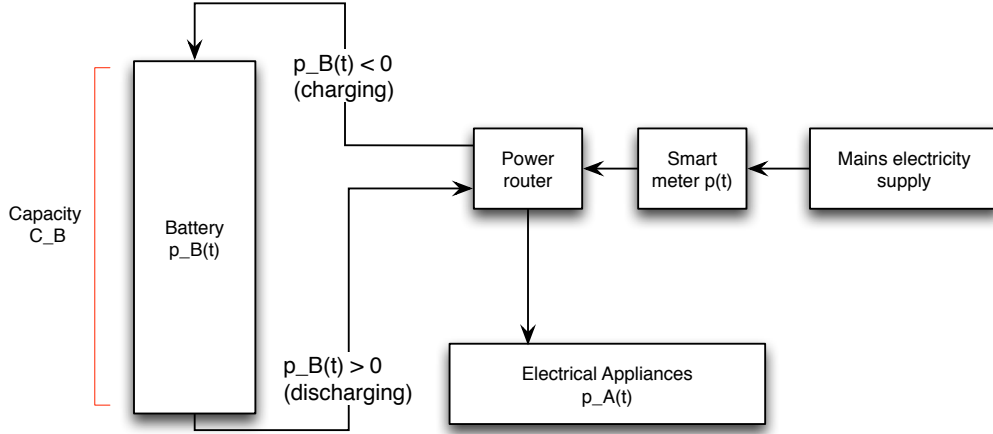 p_B(t) < 0
(charging)
Power
router
Smart
meter p(t)
Mains electricity
supply
Capacity
C_B
Battery
p_B(t)
p_B(t) > 0
(discharging)
Electrical Appliances
p_A(t)